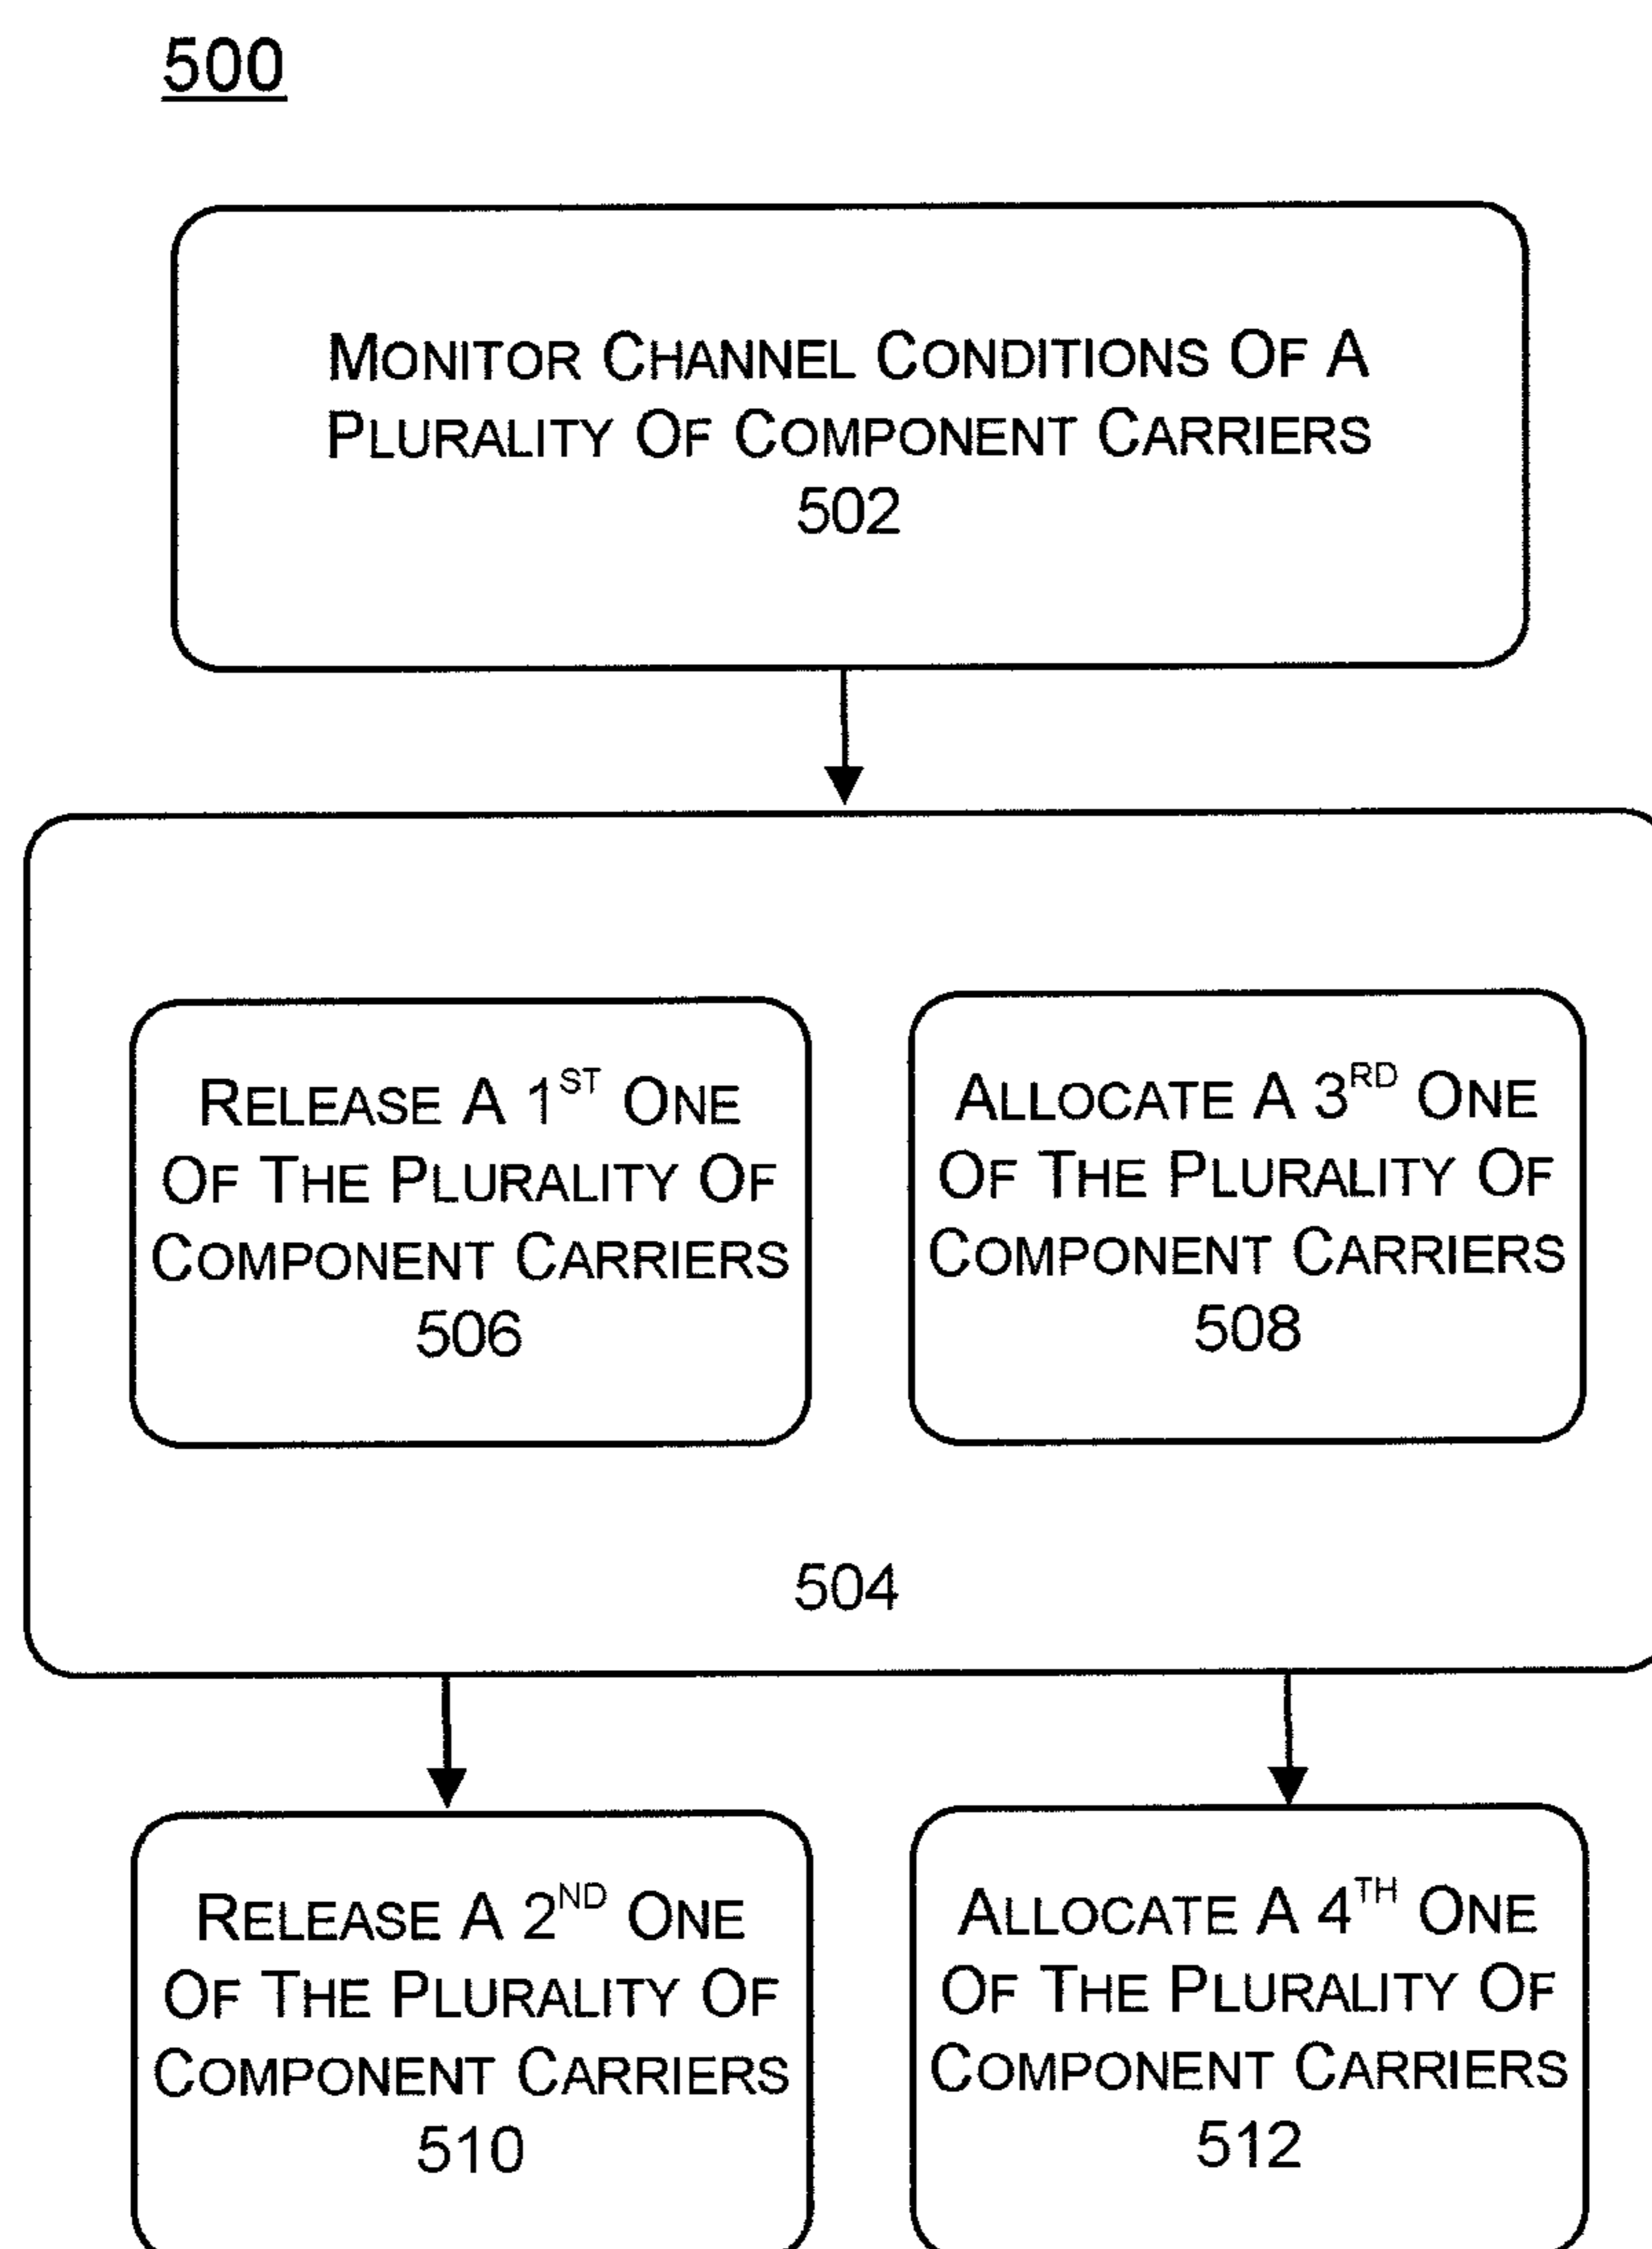 500
MONITOR CHANNEL CONDITIONS OF A
PLURALITY OF COMPONENT CARRIERS
502
RELEASE A 1ST ONE
OF THE PLURALITY OF
COMPONENT CARRIERS
506
ALLOCATE A 3RD ONE
OF THE PLURALITY OF
COMPONENT CARRIERS
508
504
RELEASE A 2ND ONE
OF THE PLURALITY OF
COMPONENT CARRIERS
510
ALLOCATE A 4TH ONE
OF THE PLURALITY OF
COMPONENT CARRIERS
512